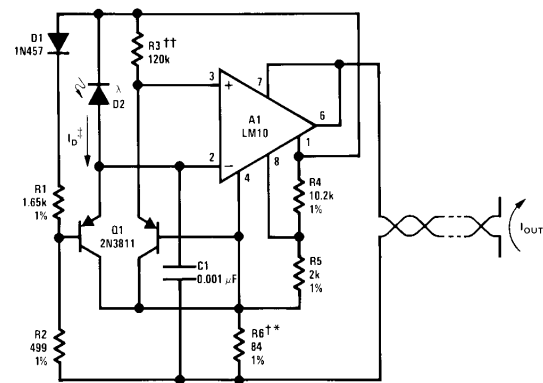 D1
1N457
R3††
120k
λ
D2
I_D‡‡
3
+
7
A1
LM10
6
1
2
−
4
8
R1
1.65k
1%
Q1
2N3811
C1
0.001 μF
R4
10.2k
1%
R5
2k
1%
R2
499
1%
R6†*
84
1%
I_OUT